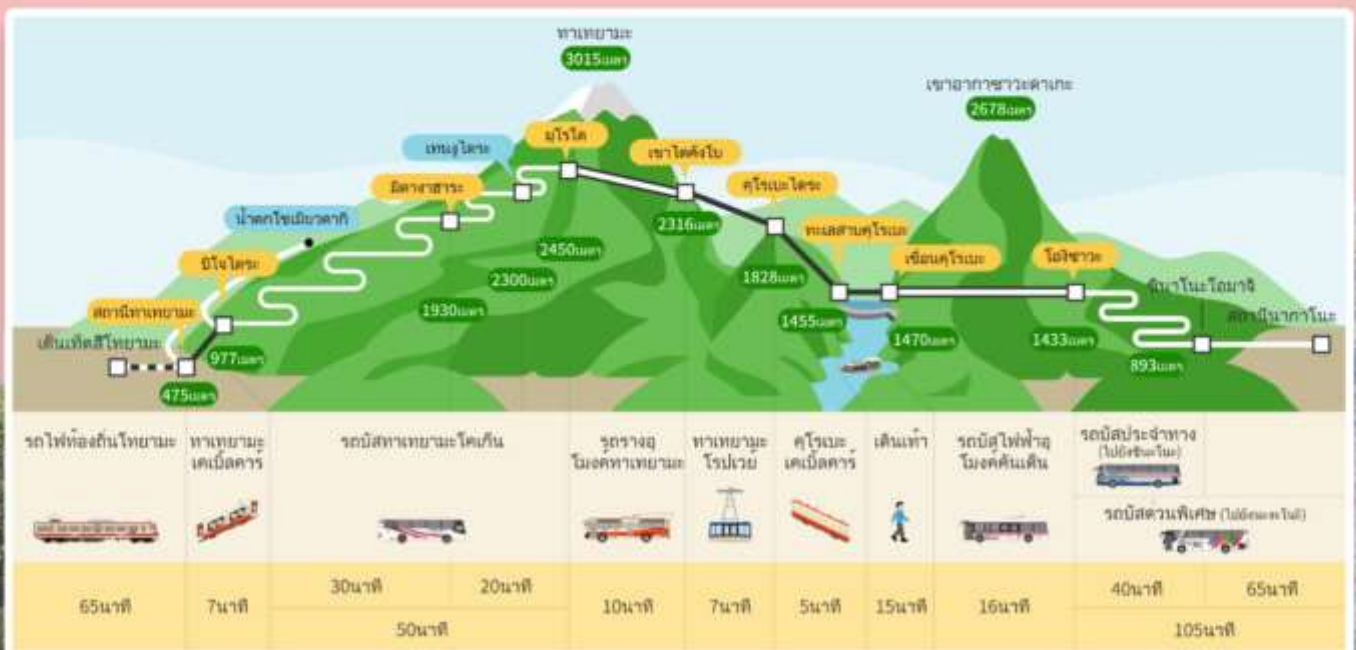 ทาเทยามะ
3015เมตร
เขาอากาซาวะดาเกะ
2678เมตร
มุโรโด
เทนงูไดระ
เขาไดคังโบ
มิดางาฮาระ
คุโรเบะไดระ
น้ำตกโชเมียวดากิ
2316เมตร
ทะเลสาบคุโรเบะ
2450เมตร
บิโจไดระ
เขื่อนคุโรเบะ
โอกิซาวะ
1828เมตร
2300เมตร
ชินาโนะโอมาจิ
1930เมตร
สถานีทาเทยามะ
สถานีนากาโนะ
1455เมตร
เด็นเท็ตสึโทยามะ
977เมตร
1470เมตร
1433เมตร
893เมตร
475เมตร
รถไฟท้องถิ่นโทยามะ
ทาเทยามะ
เคเบิ้ลคาร์
รถบัสทาเทยามะโคเก็น
รถรางอุ
โมงค์ทาเทยามะ
ทาเทยามะ
โรปเวย์
คุโรเบะ
เคเบิ้ลคาร์
เดินเท้า
รถบัสไฟฟ้าอุ
โมงค์คันเด็น
รถบัสประจำทาง
รถบัสด่วนพิเศษ
65นาที
7นาที
30นาที
20นาที
50นาที
10นาที
7นาที
5นาที
15นาที
16นาที
40นาที
65นาที
105นาที